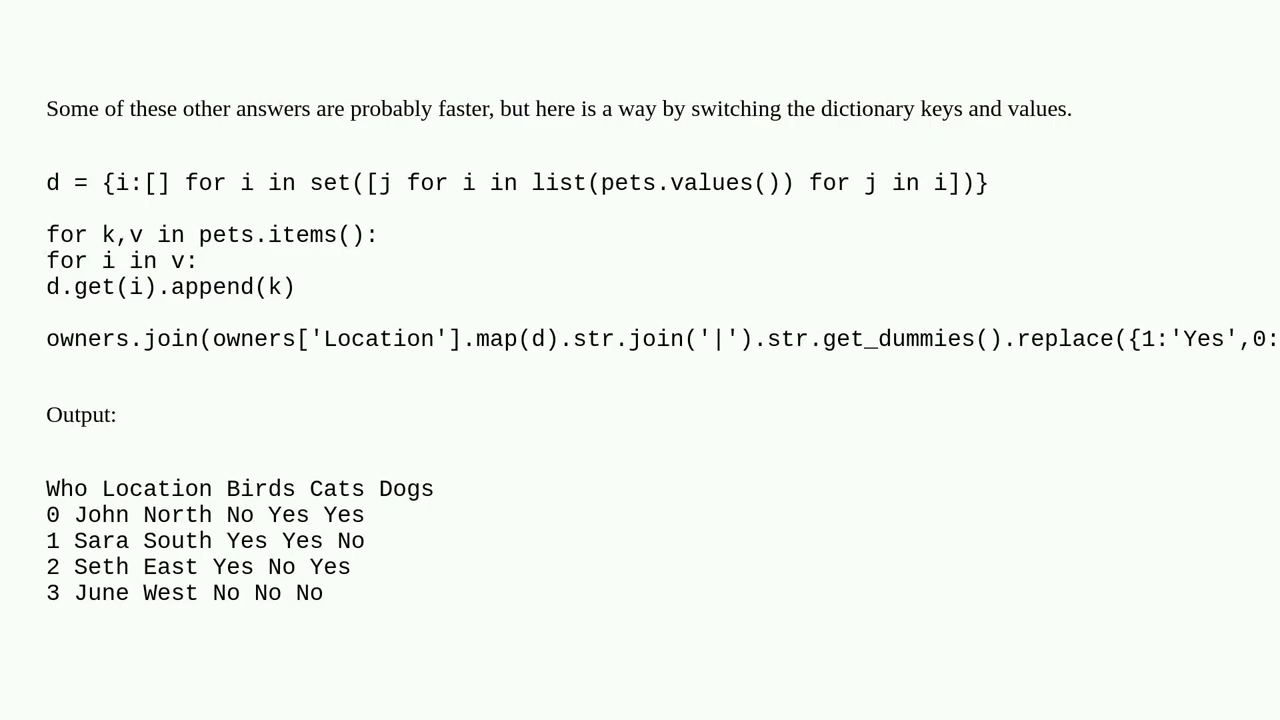 Some of these other answers are probably faster, but here is a way by switching the dictionary keys and values.
d = {i:[] for i in set([j for i in list(pets.values()) for j in i])}
for k,v in pets.items():
for i in v:
d.get(i).append(k)
owners.join(owners['Location'].map(d).str.join('|').str.get_dummies().replace({1:'Yes',0:
Output:
Who Location Birds Cats Dogs
0 John North No Yes Yes
1 Sara South Yes Yes No
2 Seth East Yes No Yes
3 June West No No No